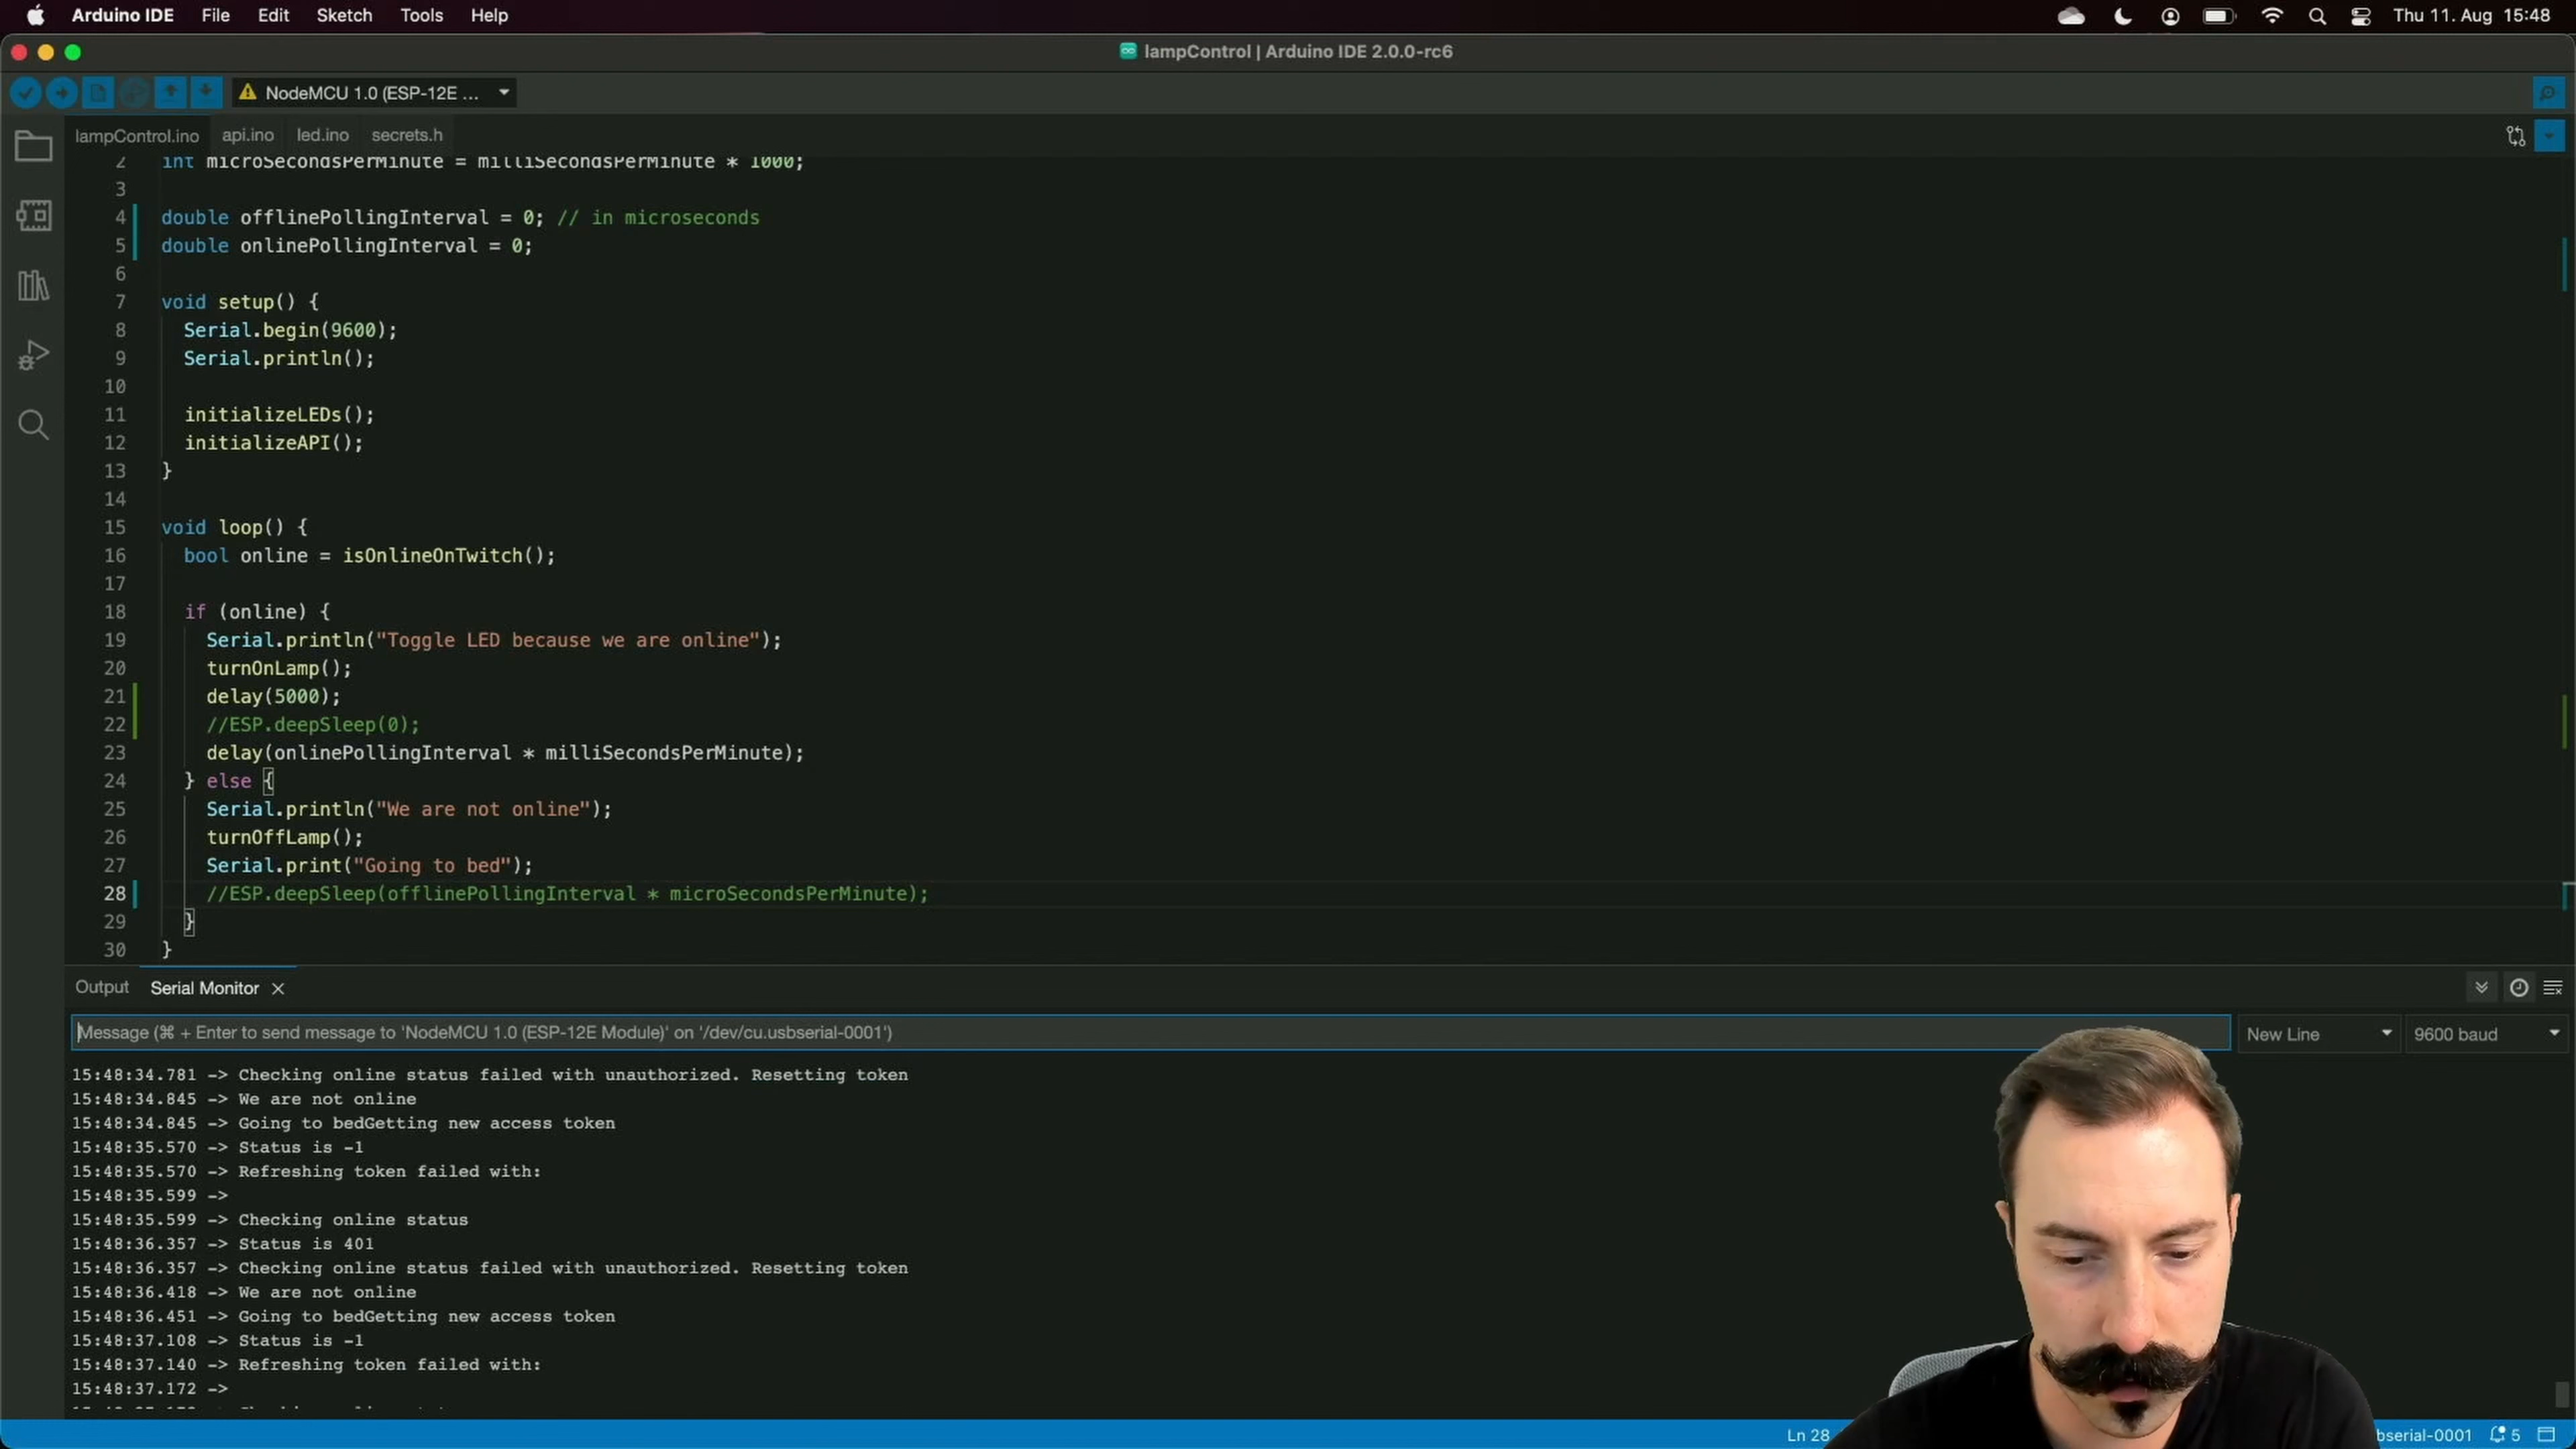 Arduino IDE File Edit Sketch Tools Help Thu 11. Aug 15:48
lampControl | Arduino IDE 2.0.0-rc6
NodeMCU 1.0 (ESP-12E ...
lampControl.ino api.ino led.ino secrets.h
2 int microSecondsPerMinute = milliSecondsPerMinute * 1000;
3
4 double offlinePollingInterval = 0; // in microseconds
5 double onlinePollingInterval = 0;
6
7 void setup() {
8 Serial.begin(9600);
9 Serial.println();
10
11 initializeLEDs();
12 initializeAPI();
13 }
14
15 void loop() {
16 bool online = isOnlineOnTwitch();
17
18 if (online) {
19 Serial.println("Toggle LED because we are online");
20 turnOnLamp();
21 delay(5000);
22 //ESP.deepSleep(0);
23 delay(onlinePollingInterval * milliSecondsPerMinute);
24 } else {
25 Serial.println("We are not online");
26 turnOffLamp();
27 Serial.print("Going to bed");
28 //ESP.deepSleep(offlinePollingInterval * microSecondsPerMinute);
29 }
30 }
Output Serial Monitor
Message (⌘ + Enter to send message to 'NodeMCU 1.0 (ESP-12E Module)' on '/dev/cu.usbserial-0001') New Line 9600 baud
15:48:34.781 -> Checking online status failed with unauthorized. Resetting token
15:48:34.845 -> We are not online
15:48:34.845 -> Going to bedGetting new access token
15:48:35.570 -> Status is -1
15:48:35.570 -> Refreshing token failed with:
15:48:35.599 ->
15:48:35.599 -> Checking online status
15:48:36.357 -> Status is 401
15:48:36.357 -> Checking online status failed with unauthorized. Resetting token
15:48:36.418 -> We are not online
15:48:36.451 -> Going to bedGetting new access token
15:48:37.108 -> Status is -1
15:48:37.140 -> Refreshing token failed with:
15:48:37.172 ->
Ln 28 bserial-0001 5